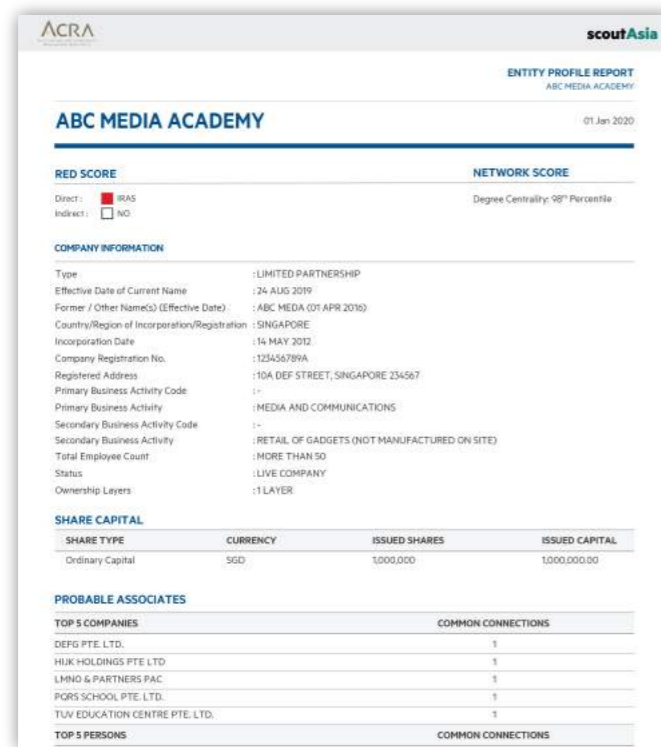 ACRA
scoutAsia
ENTITY PROFILE REPORT
ABC MEDIA ACADEMY
ABC MEDIA ACADEMY
01 Jan 2020
RED SCORE
NETWORK SCORE
Direct : IRAS
Degree Centrality: 98th Percentile
Indirect : NO
COMPANY INFORMATION
Type : LIMITED PARTNERSHIP
Effective Date of Current Name : 24 AUG 2019
Former / Other Name(s) (Effective Date) : ABC MEDA (01 APR 2016)
Country/Region of Incorporation/Registration : SINGAPORE
Incorporation Date : 14 MAY 2012
Company Registration No. : 123456789A
Registered Address : 10A DEF STREET, SINGAPORE 234567
Primary Business Activity Code : -
Primary Business Activity : MEDIA AND COMMUNICATIONS
Secondary Business Activity Code : -
Secondary Business Activity : RETAIL OF GADGETS (NOT MANUFACTURED ON SITE)
Total Employee Count : MORE THAN 50
Status : LIVE COMPANY
Ownership Layers : 1 LAYER
SHARE CAPITAL
SHARE TYPE CURRENCY ISSUED SHARES ISSUED CAPITAL
Ordinary Capital SGD 1,000,000 1,000,000.00
PROBABLE ASSOCIATES
TOP 5 COMPANIES COMMON CONNECTIONS
DEFG PTE. LTD. 1
HIJK HOLDINGS PTE LTD 1
LMNO & PARTNERS PAC 1
PQRS SCHOOL PTE. LTD. 1
TUV EDUCATION CENTRE PTE. LTD. 1
TOP 5 PERSONS COMMON CONNECTIONS